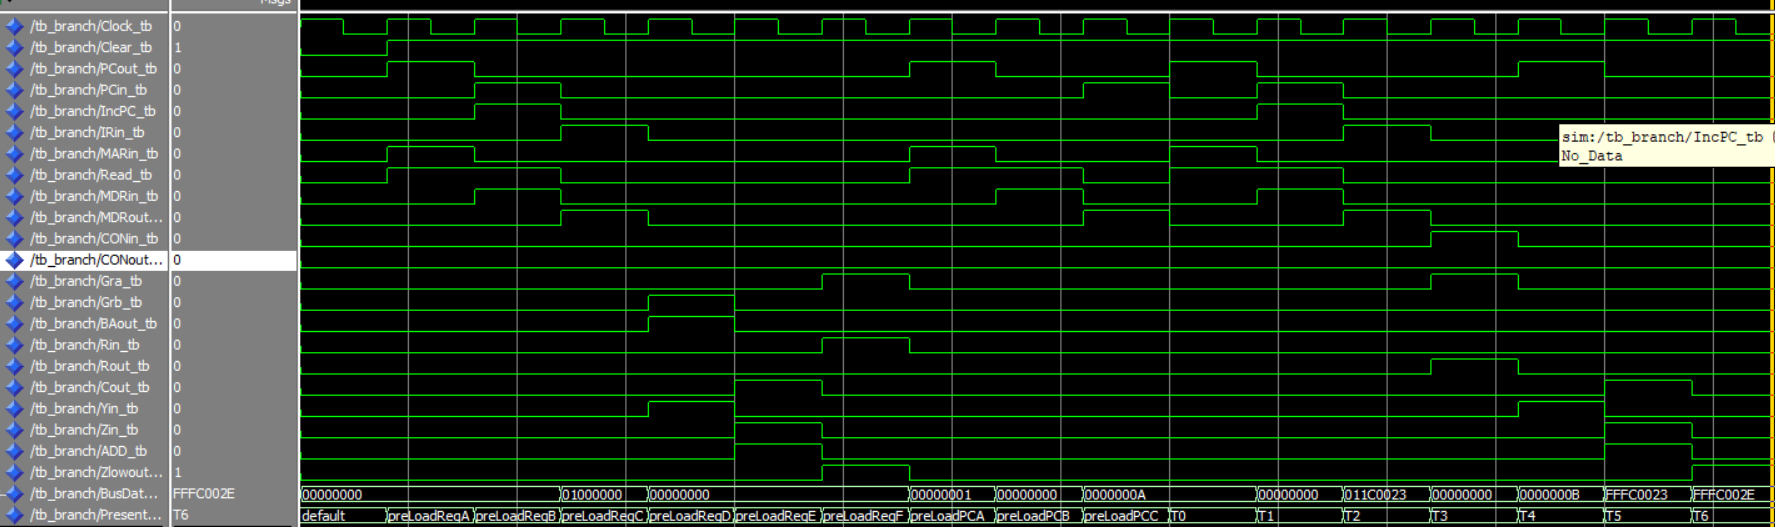 Msgs
/tb_branch/Clock_tb 0
/tb_branch/Clear_tb 1
/tb_branch/PCout_tb 0
/tb_branch/PCin_tb 0
/tb_branch/IncPC_tb 0
/tb_branch/IRin_tb 0
sim:/tb_branch/IncPC_tb (
No_Data
/tb_branch/MARin_tb 0
/tb_branch/Read_tb 0
/tb_branch/MDRin_tb 0
/tb_branch/MDRout... 0
/tb_branch/CONin_tb 0
/tb_branch/CONout... 0
/tb_branch/Gra_tb 0
/tb_branch/Grb_tb 0
/tb_branch/BAout_tb 0
/tb_branch/Rin_tb 0
/tb_branch/Rout_tb 0
/tb_branch/Cout_tb 0
/tb_branch/Yin_tb 0
/tb_branch/Zin_tb 0
/tb_branch/ADD_tb 0
/tb_branch/Zlowout... 1
/tb_branch/BusDat... FFFC002E 00000000 01000000 00000000 00000001 00000000 0000000A 00000000 011C0023 00000000 0000000B FFFC0023 FFFC002E
/tb_branch/Present... T6 default preLoadRegA preLoadRegB preLoadRegC preLoadRegD preLoadRegE preLoadRegF preLoadPCA preLoadPCB preLoadPCC T0 T1 T2 T3 T4 T5 T6